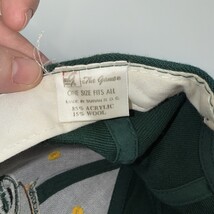 The Game
ONE SIZE FITS ALL
85% ACRYLIC
15% WOOL